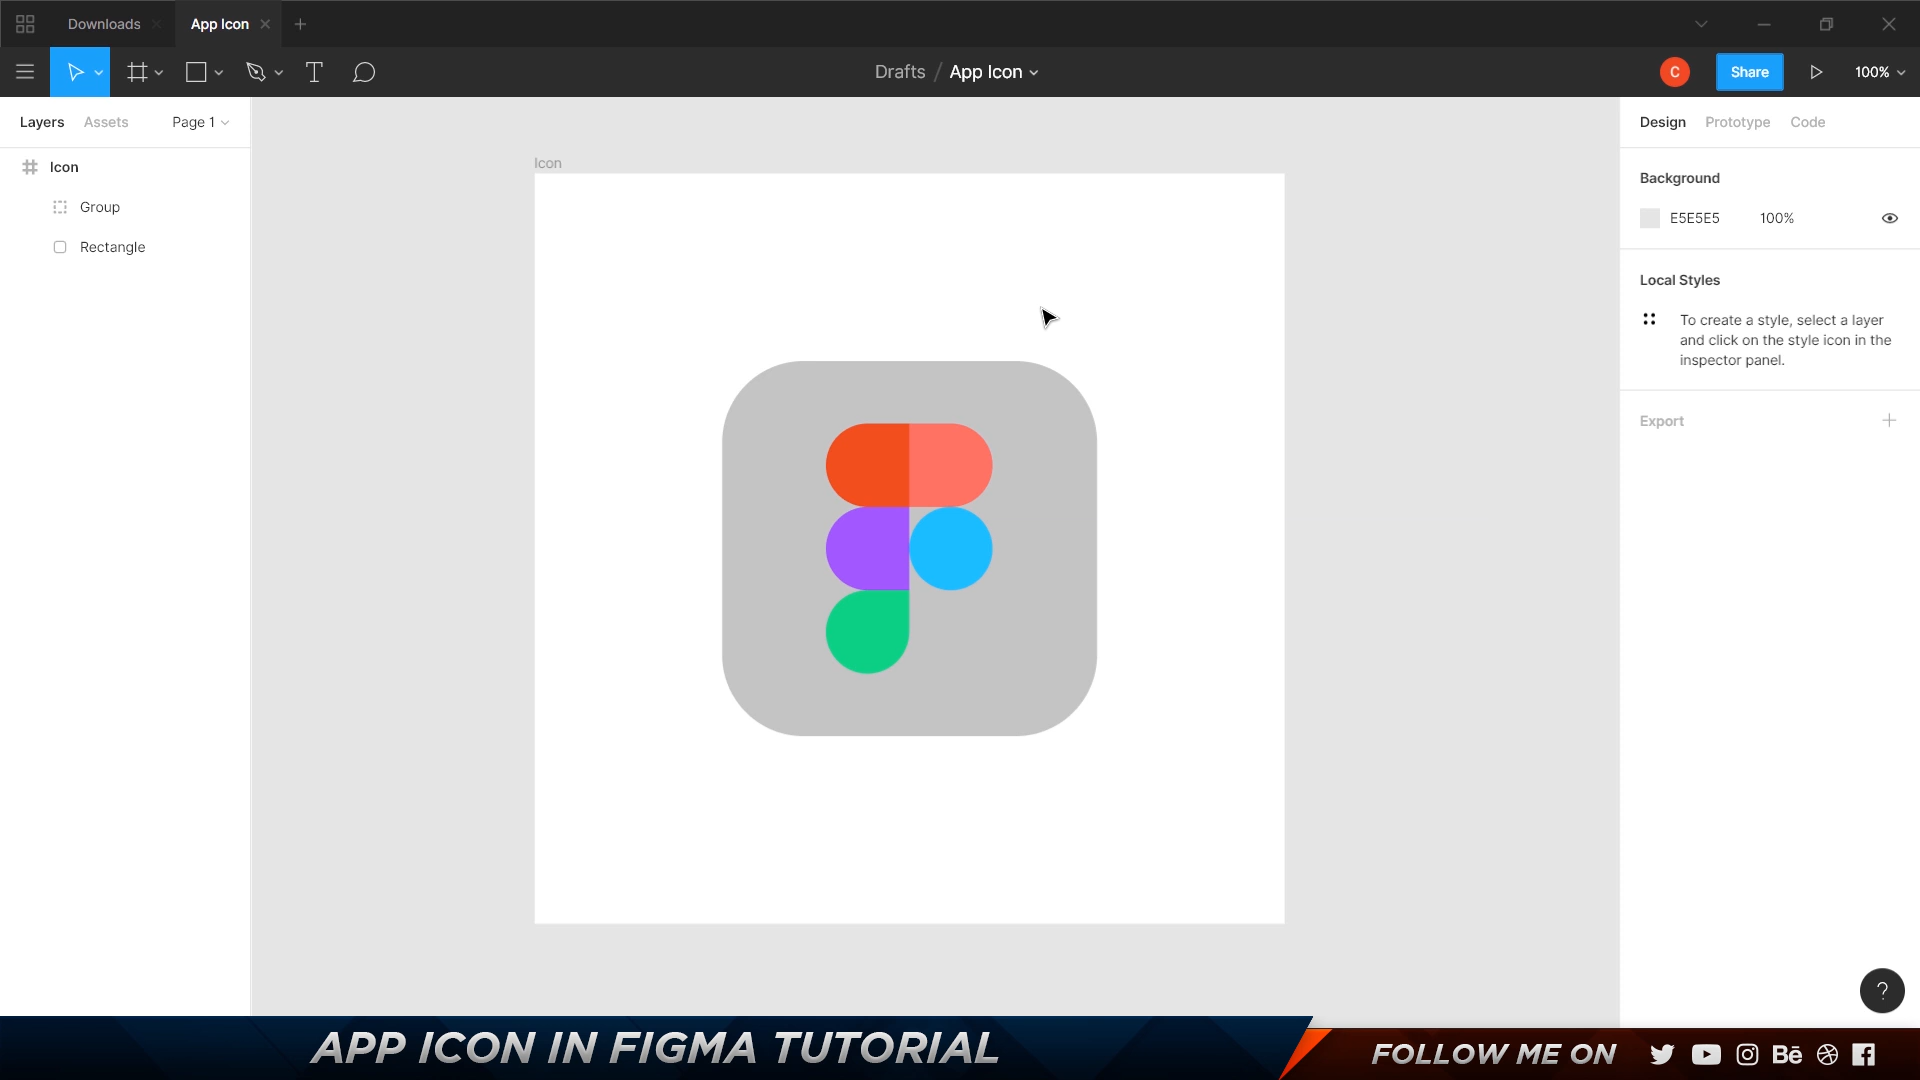 Downloads
App Icon
Drafts / App Icon
C
Share
100%
Layers
Assets
Page 1
Icon
Group
Rectangle
Icon
Design
Prototype
Code
Background
E5E5E5
100%
Local Styles
To create a style, select a layer
and click on the style icon in the
inspector panel.
Export
?
APP ICON IN FIGMA TUTORIAL
FOLLOW ME ON
Bē